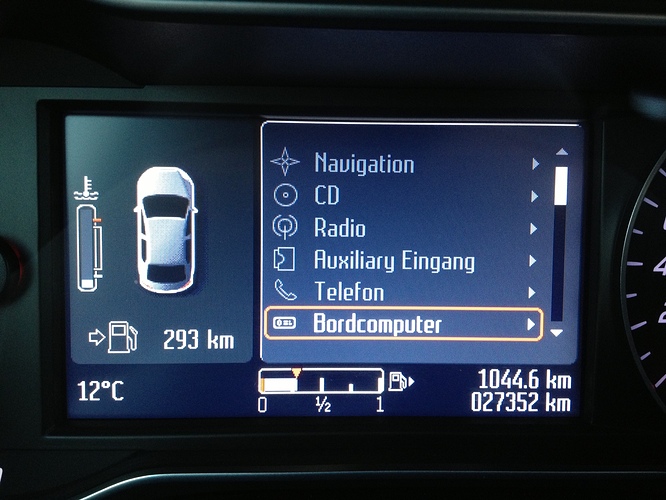 Navigation
CD
Radio
Auxiliary Eingang
Telefon
Bordcomputer
293 km
12°C
0 ½ 1
1044.6 km
027352 km